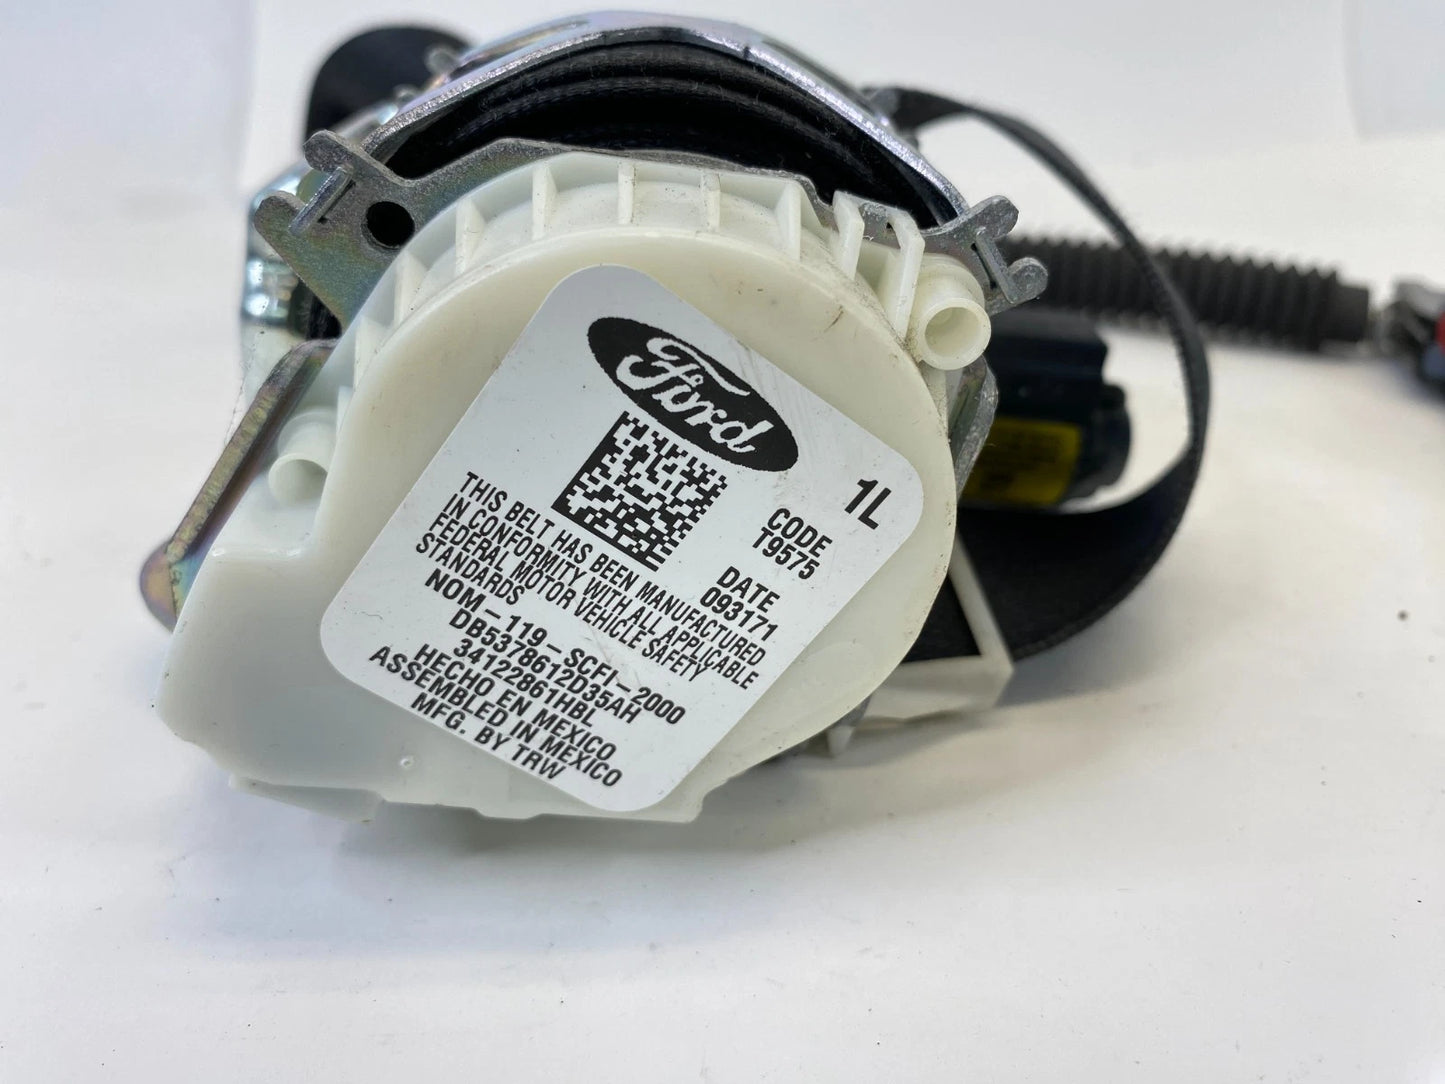 Ford
1L
CODE
T9575
DATE
093171
THIS BELT HAS BEEN MANUFACTURED
IN CONFORMITY WITH ALL APPLICABLE
FEDERAL MOTOR VEHICLE SAFETY
STANDARDS
NOM-119-SCFI-2000
DB5378612D35AH
34122861HBL
HECHO EN MEXICO
ASSEMBLED IN MEXICO
MFG. BY TRW